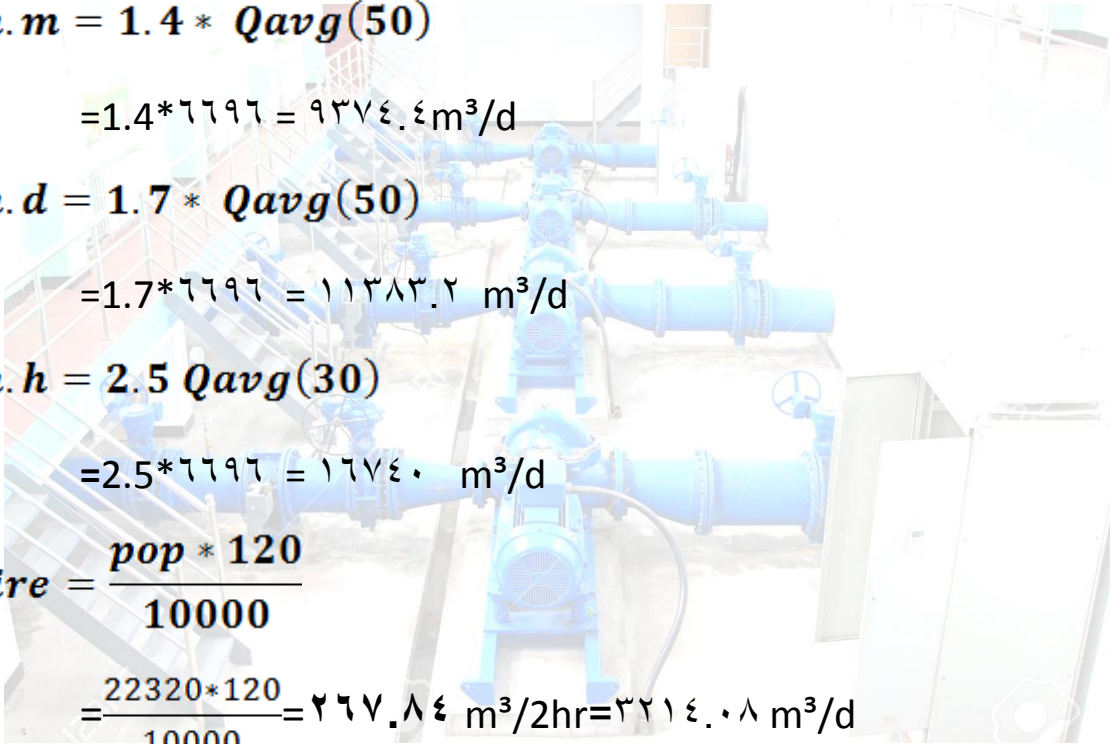 .m = 1.4 * Qavg(50)
=1.4*٦٦٩٦ = ٩٣٧٤.٤m³/d
.d = 1.7 * Qavg(50)
=1.7*٦٦٩٦ = ١١٣٨٣.٢ m³/d
.h = 2.5 Qavg(30)
=2.5*٦٦٩٦ = ١٦٧٤٠ m³/d
ire = pop * 120
10000
=22320*120=٢٦٧.٨٤ m³/2hr=٣٢١٤.٠٨ m³/d
10000